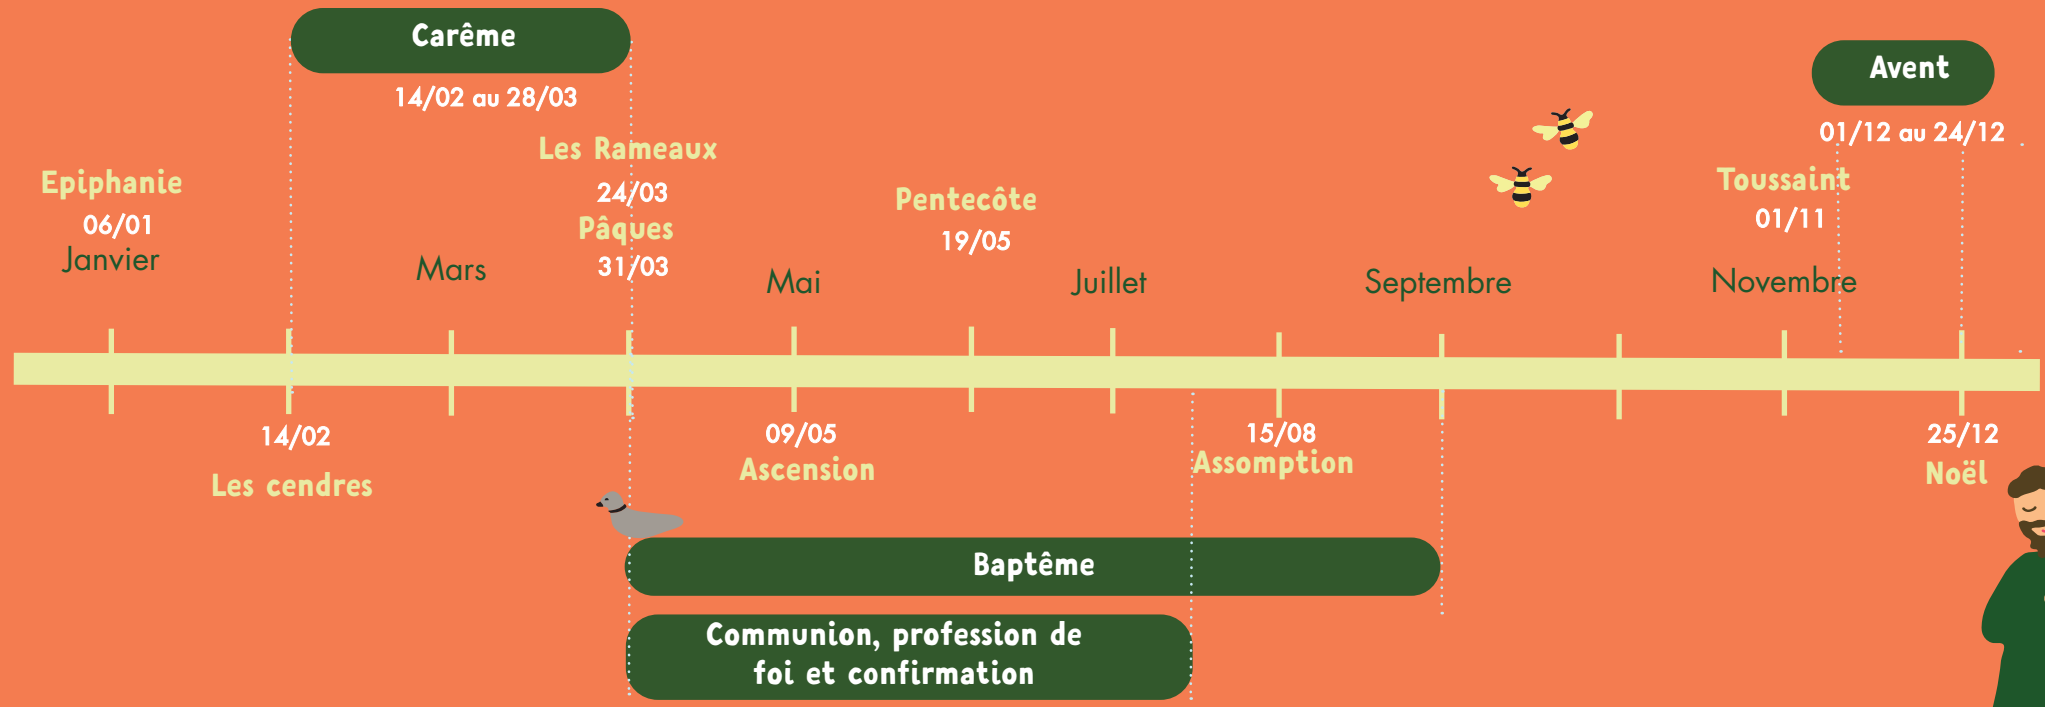 Carême
14/02 au 28/03
Avent
01/12 au 24/12
Les Rameaux
24/03
Pâques
31/03
Epiphanie
06/01
Janvier
Mars
Pentecôte
19/05
Mai
Juillet
Septembre
Toussaint
01/11
Novembre
14/02
Les cendres
09/05
Ascension
15/08
Assomption
25/12
Noël
Baptême
Communion, profession de
foi et confirmation